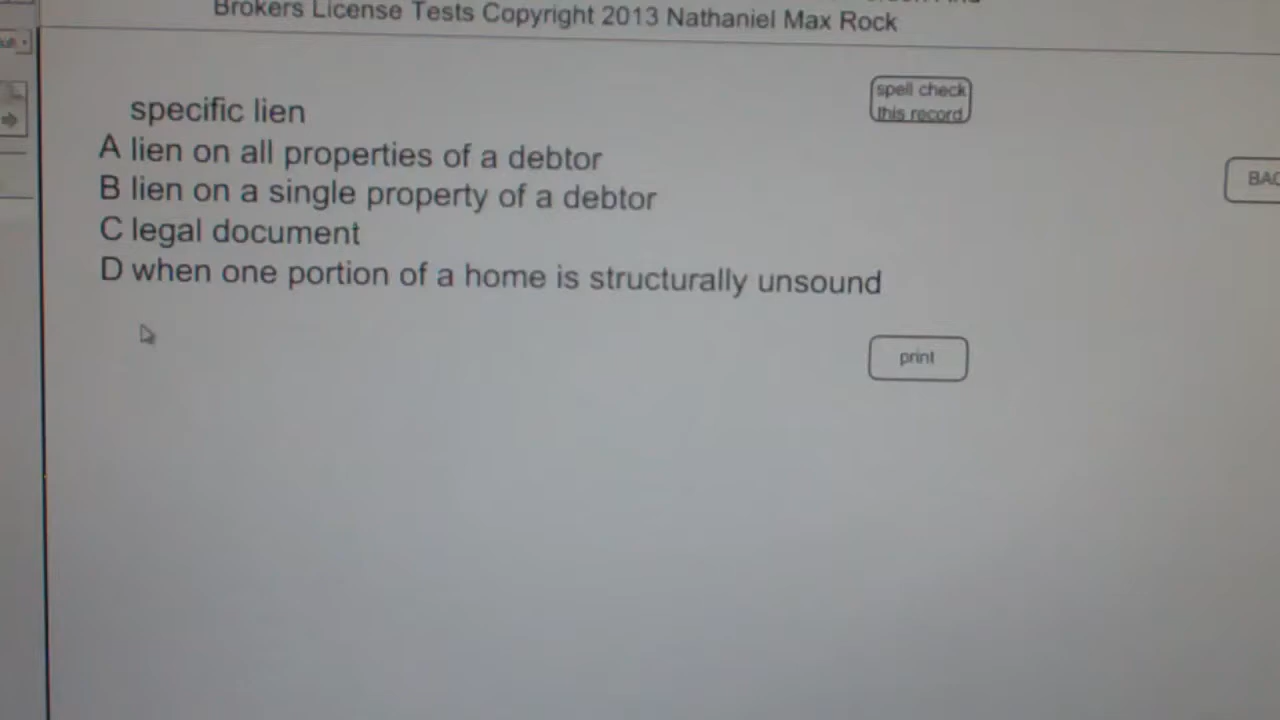 Brokers License Tests Copyright 2013 Nathaniel Max Rock
spell check
this record
specific lien
A lien on all properties of a debtor
B lien on a single property of a debtor
C legal document
D when one portion of a home is structurally unsound
print